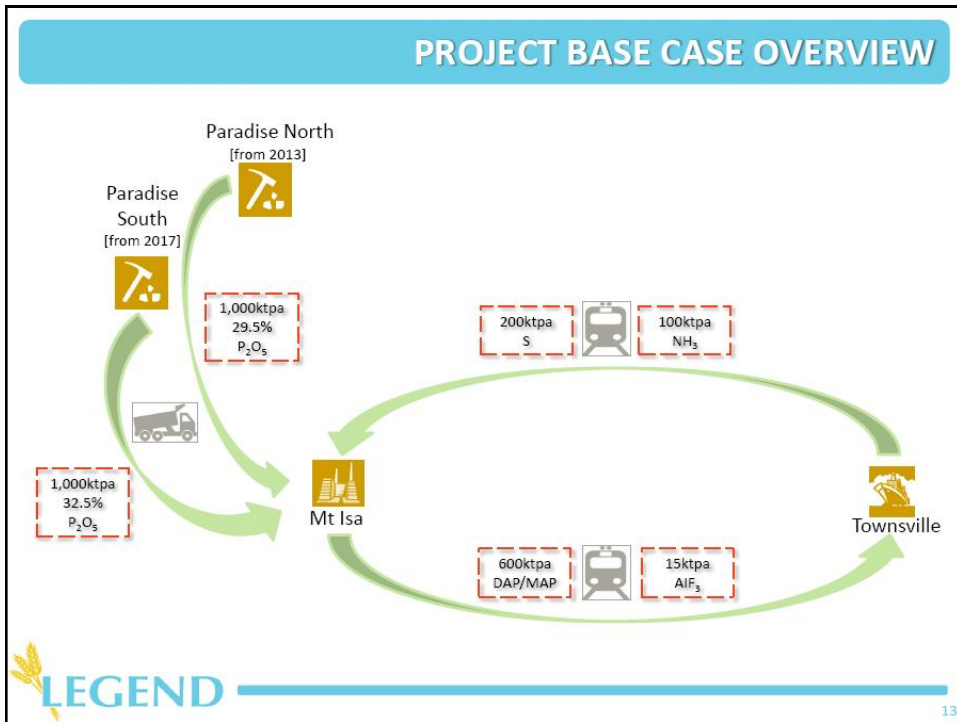 PROJECT BASE CASE OVERVIEW
Paradise North
[from 2013]
Paradise
South
[from 2017]
1,000ktpa
29.5%
P₂O₅
200ktpa
S
100ktpa
NH₃
1,000ktpa
32.5%
P₂O₅
Mt Isa
Townsville
600ktpa
DAP/MAP
15ktpa
AIF₃
LEGEND
13